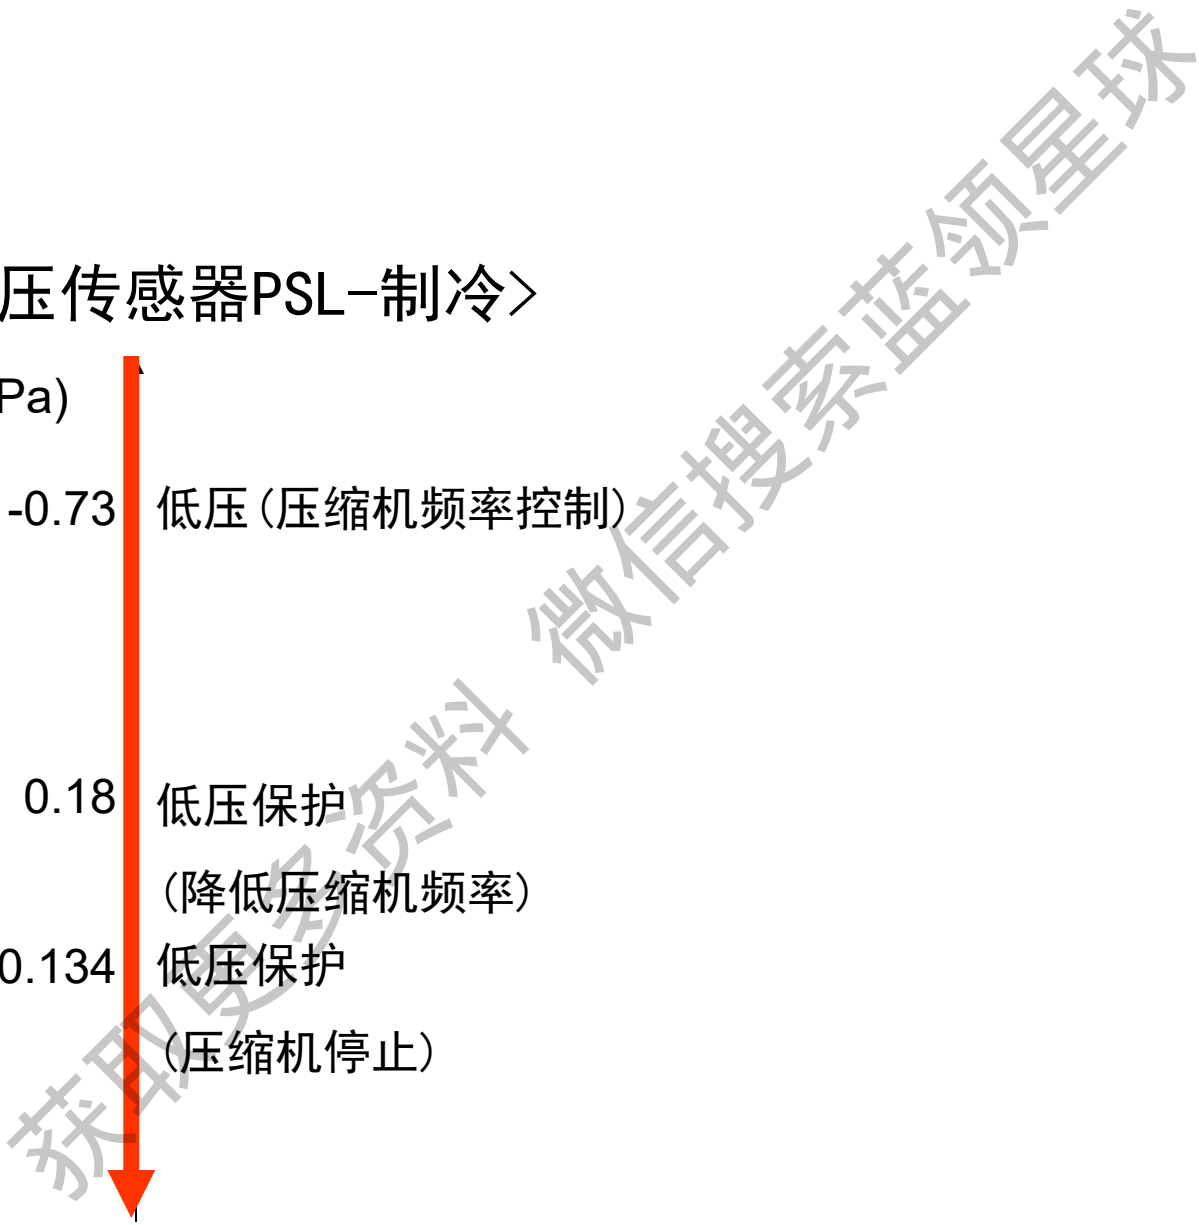 压传感器PSL-制冷>
Pa)
-0.73 低压(压缩机频率控制)
0.18 低压保护
(降低压缩机频率)
0.134 低压保护
(压缩机停止)
获取更多资料 微信搜索蓝领星球